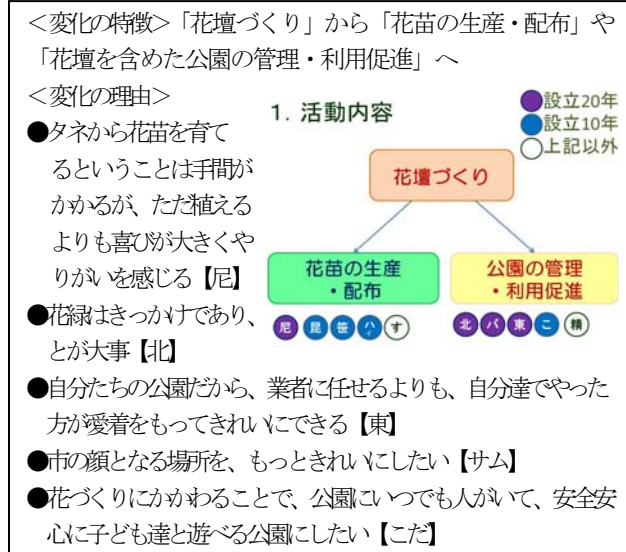 <変化の特徴>「花壇づくり」から「花苗の生産・配布」や
「花壇を含めた公園の管理・利用促進」へ
<変化の理由>
●タネから花苗を育て
るということは手間が
かかるが、ただ植える
よりも喜びが大きくや
りがいを感じる【尼】
●花緑はきっかけであり、
とが大事【北】
1. 活動内容
設立20年
設立10年
上記以外
花壇づくり
花苗の生産
・配布
公園の管理
・利用促進
尼 昆 笹 ハイ す
北 バ 東 こ 精
●自分たちの公園だから、業者に任せるよりも、自分達でやった
方が愛着をもってきれいにできる【東】
●市の顔となる場所を、もっときれいにしたい【サム】
●花づくりにかかわることで、公園にいつでも人がいて、安全安
心に子ども達と遊べる公園にしたい【こだ】